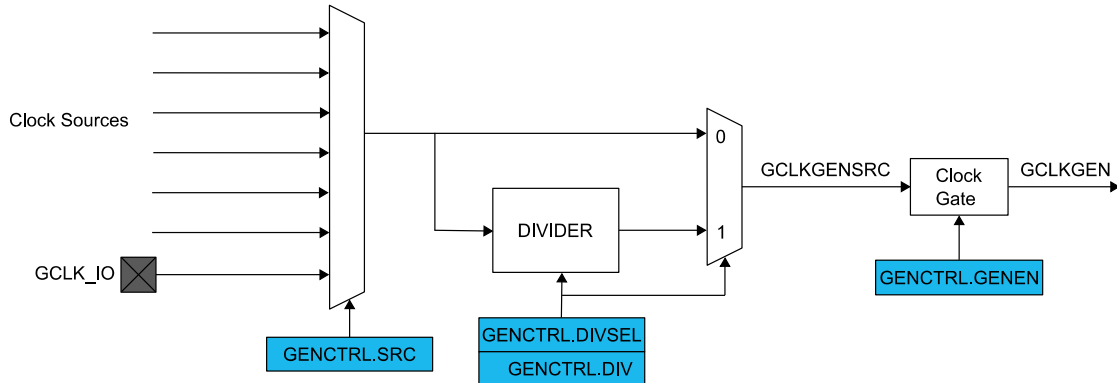 Clock Sources
GCLK_IO
GENCTRL.SRC
DIVIDER
GENCTRL.DIVSEL
GENCTRL.DIV
0
1
GCLKGENSRC
Clock
Gate
GCLKGEN
GENCTRL.GENEN